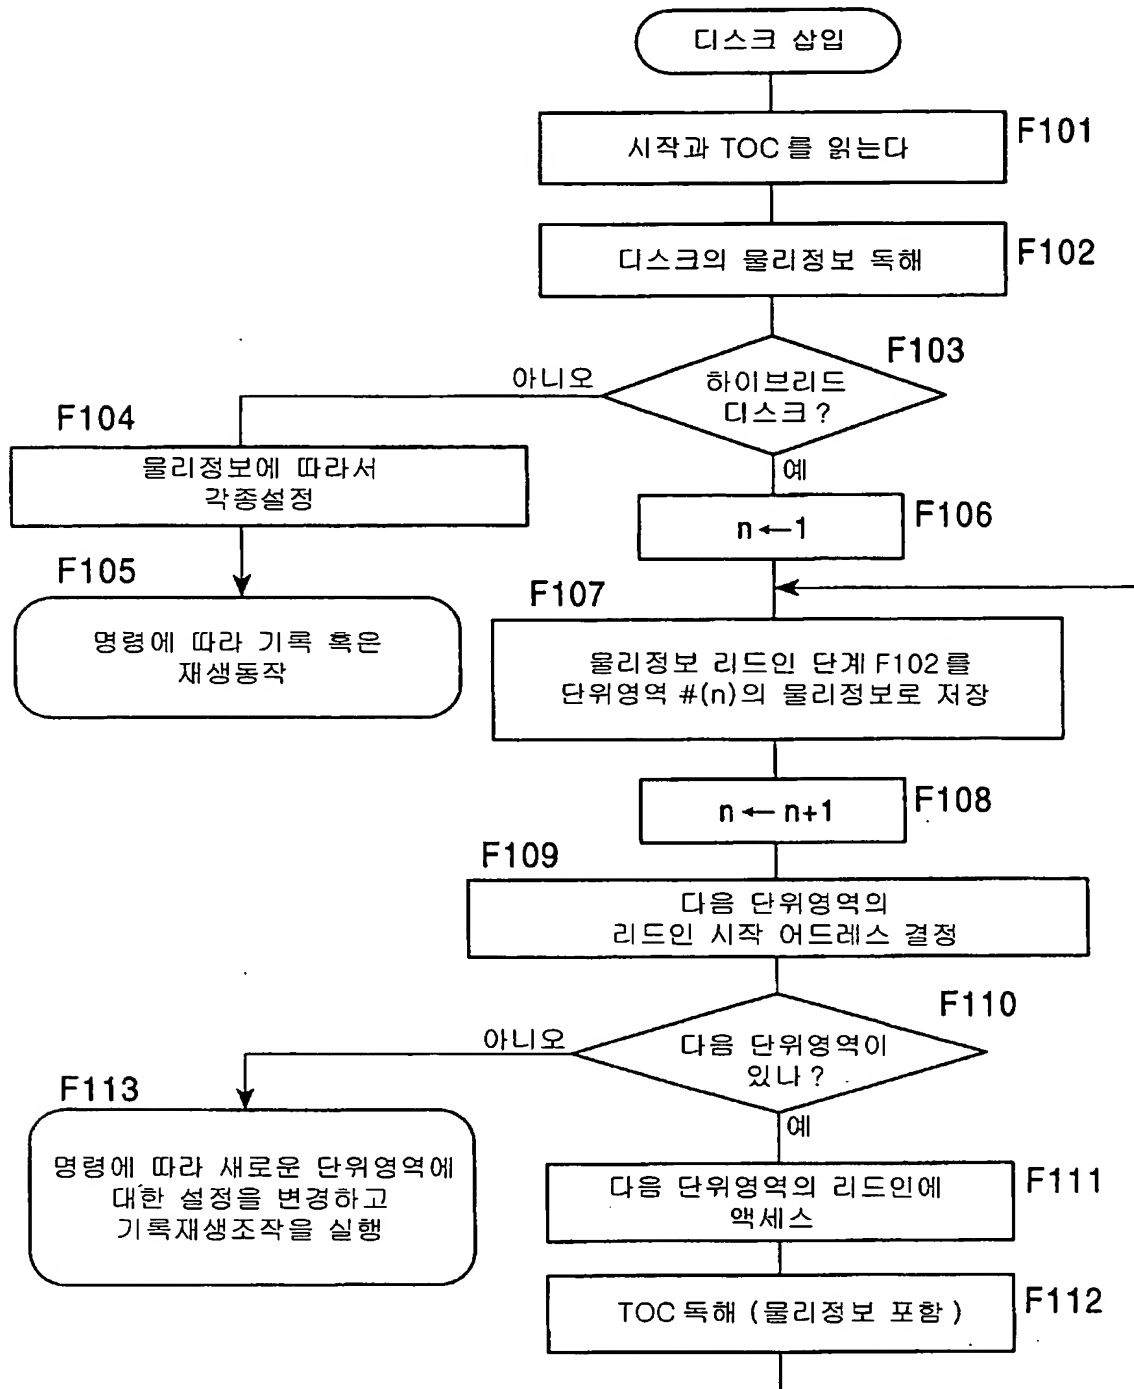 디스크 삽입
F101
시작과 TOC를 읽는다
F102
디스크의 물리정보 독해
F103
하이브리드
디스크?
아니오
예
F104
물리정보에 따라서
각종설정
F105
명령에 따라 기록 혹은
재생동작
F106
n←1
F107
물리정보 리드인 단계 F102를
단위영역 #(n)의 물리정보로 저장
F108
n← n+1
F109
다음 단위영역의
리드인 시작 어드레스 결정
F110
다음 단위영역이
있나?
아니오
예
F113
명령에 따라 새로운 단위영역에
대한 설정을 변경하고
기록재생조작을 실행
F111
다음 단위영역의 리드인에
액세스
F112
TOC 독해 (물리정보 포함)